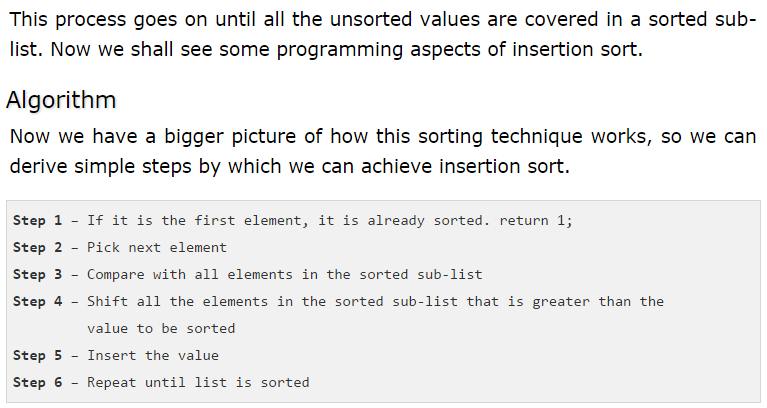 This process goes on until all the unsorted values are covered in a sorted sub-
list. Now we shall see some programming aspects of insertion sort.
Algorithm
Now we have a bigger picture of how this sorting technique works, so we can
derive simple steps by which we can achieve insertion sort.
Step 1 − If it is the first element, it is already sorted. return 1;
Step 2 − Pick next element
Step 3 − Compare with all elements in the sorted sub-list
Step 4 − Shift all the elements in the sorted sub-list that is greater than the
value to be sorted
Step 5 − Insert the value
Step 6 − Repeat until list is sorted